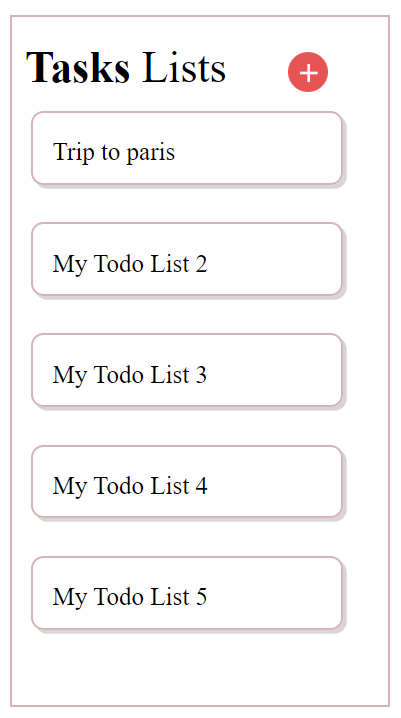 Tasks Lists
Trip to paris
My Todo List 2
My Todo List 3
My Todo List 4
My Todo List 5